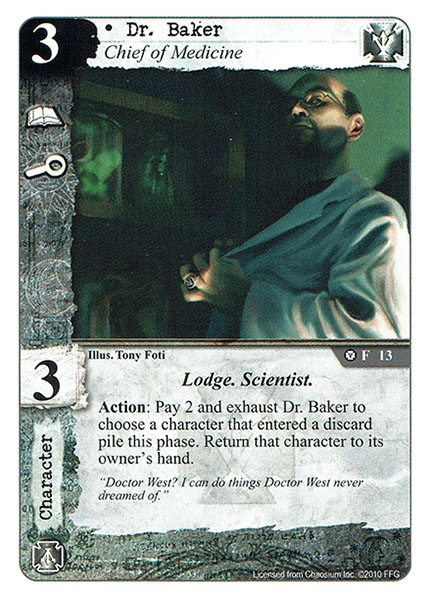 3
• Dr. Baker
Chief of Medicine
Illus. Tony Foti
F 13
3
Lodge. Scientist.
Action: Pay 2 and exhaust Dr. Baker to
choose a character that entered a discard
pile this phase. Return that character to its
owner's hand.
"Doctor West? I can do things Doctor West never
dreamed of."
Character
Licensed from Chaosium Inc. ©2010 FFG